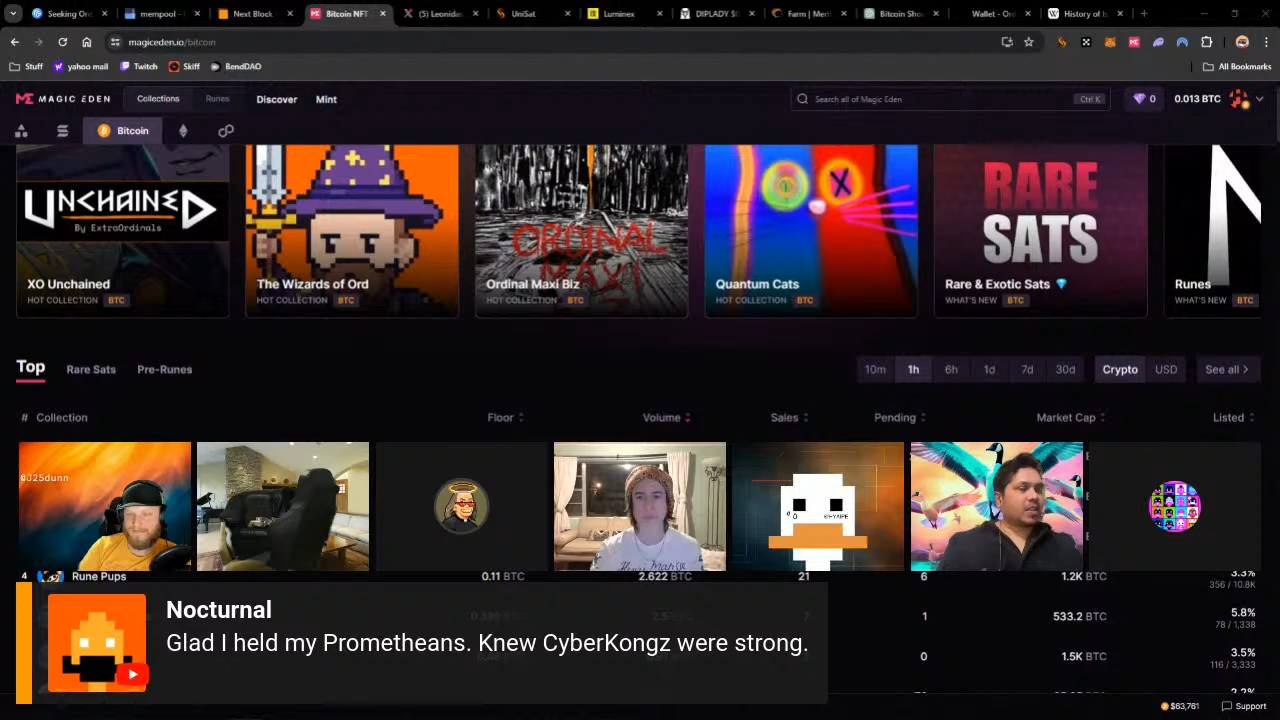 Seeking Ord
mempool - 
Next Block
Bitcoin NFT
(5) Leonidas
UniSat
Luminex
DIPLADY $
Farm | Merl
Bitcoin Shov
Wallet - Ord
History of b
magiceden.io/bitcoin
Stuff
yahoo mail
Twitch
Skiff
BendDAO
All Bookmarks
MAGIC EDEN
Collections
Runes
Discover
Mint
Search all of Magic Eden
Ctrl K
0
0.013 BTC
Bitcoin
UNCHAINED
By ExtraOrdinals
XO Unchained
HOT COLLECTION BTC
The Wizards of Ord
HOT COLLECTION BTC
ORDINAL
MAXI
Ordinal Maxi Biz
HOT COLLECTION BTC
Quantum Cats
HOT COLLECTION BTC
RARE
SATS
Rare & Exotic Sats
WHAT'S NEW BTC
Runes
WHAT'S NEW BTC
Top
Rare Sats
Pre-Runes
10m 1h 6h 1d 7d 30d
Crypto USD
See all
# Collection Floor Volume Sales Pending Market Cap Listed
@J25dunn
4 Rune Pups 0.11 BTC 2.622 BTC 21 6 1.2K BTC 3.3%
356 / 10.8K
1 533.2 BTC 5.8%
78 / 1,338
0 1.5K BTC 3.5%
116 / 3,333
Nocturnal
Glad I held my Prometheans. Knew CyberKongz were strong.
$63,761
Support